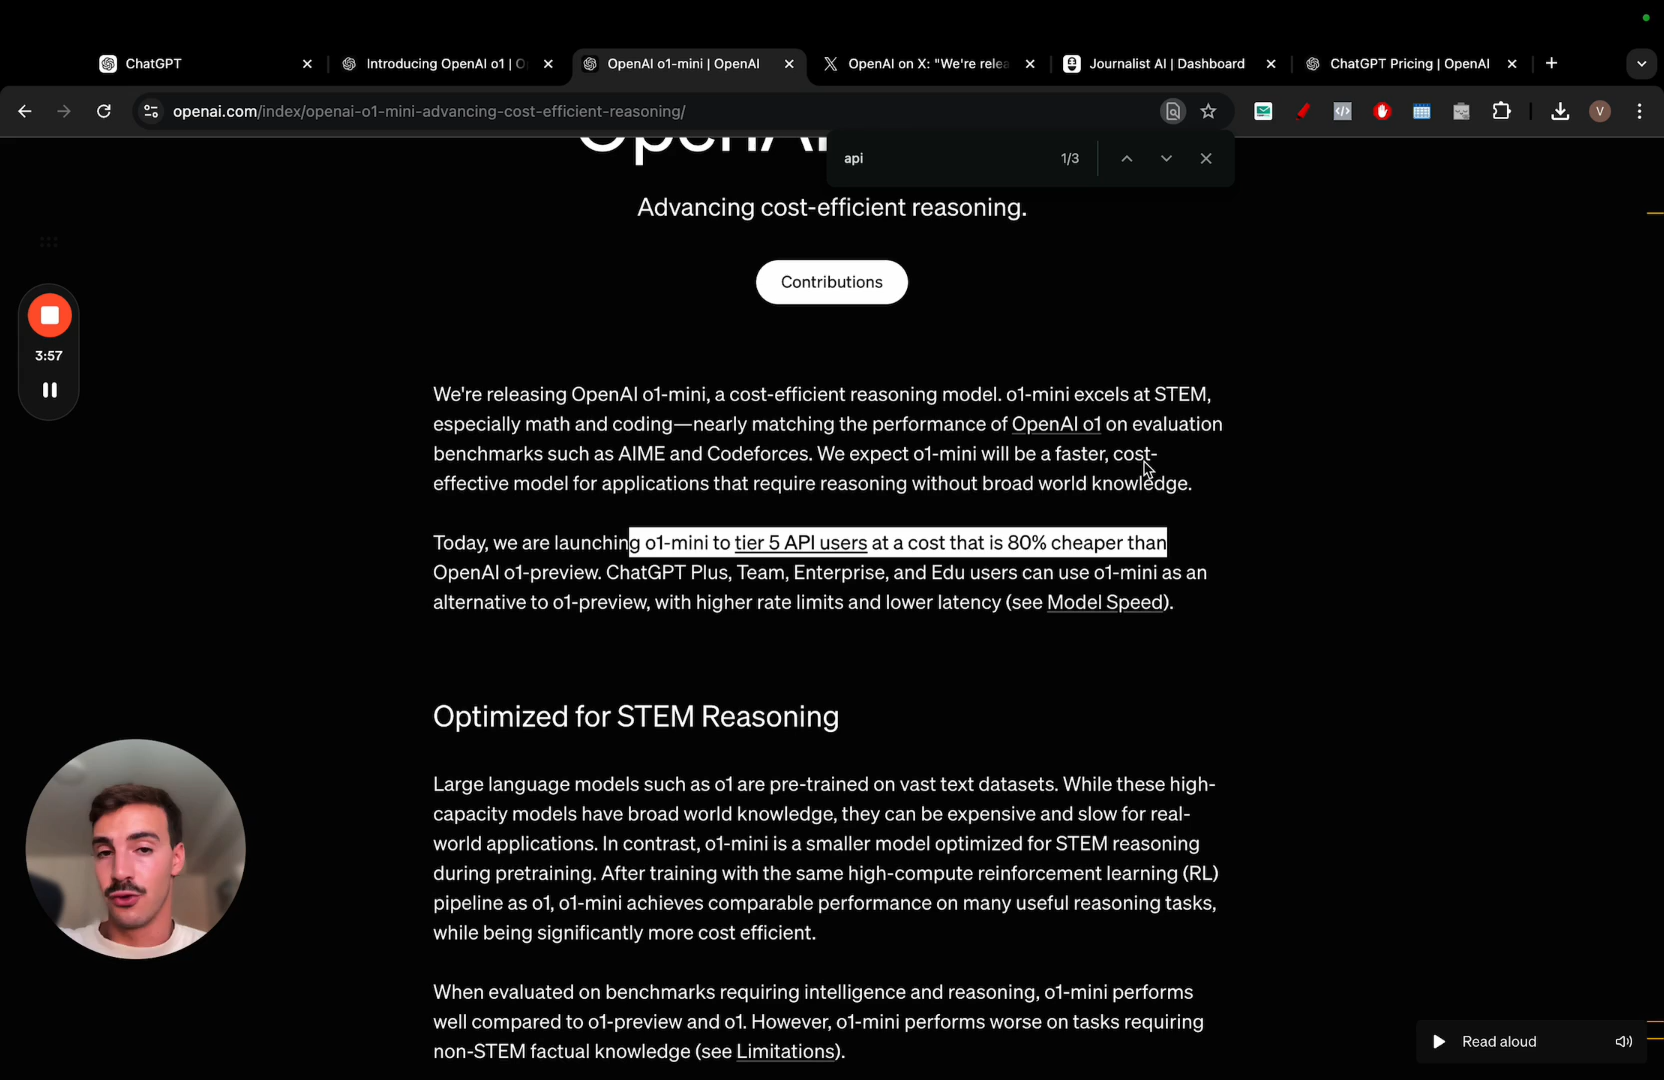 ChatGPT
Introducing OpenAI o1 | O
OpenAI o1-mini | OpenAI
OpenAI on X: "We're relea
Journalist AI | Dashboard
ChatGPT Pricing | OpenAI
openai.com/index/openai-o1-mini-advancing-cost-efficient-reasoning/
V
api
1/3
OpenAI
Advancing cost-efficient reasoning.
Contributions
3:57
We're releasing OpenAI o1-mini, a cost-efficient reasoning model. o1-mini excels at STEM,
especially math and coding—nearly matching the performance of OpenAI o1 on evaluation
benchmarks such as AIME and Codeforces. We expect o1-mini will be a faster, cost-
effective model for applications that require reasoning without broad world knowledge.
Today, we are launching o1-mini to tier 5 API users at a cost that is 80% cheaper than
OpenAI o1-preview. ChatGPT Plus, Team, Enterprise, and Edu users can use o1-mini as an
alternative to o1-preview, with higher rate limits and lower latency (see Model Speed).
Optimized for STEM Reasoning
Large language models such as o1 are pre-trained on vast text datasets. While these high-
capacity models have broad world knowledge, they can be expensive and slow for real-
world applications. In contrast, o1-mini is a smaller model optimized for STEM reasoning
during pretraining. After training with the same high-compute reinforcement learning (RL)
pipeline as o1, o1-mini achieves comparable performance on many useful reasoning tasks,
while being significantly more cost efficient.
When evaluated on benchmarks requiring intelligence and reasoning, o1-mini performs
well compared to o1-preview and o1. However, o1-mini performs worse on tasks requiring
non-STEM factual knowledge (see Limitations).
Read aloud